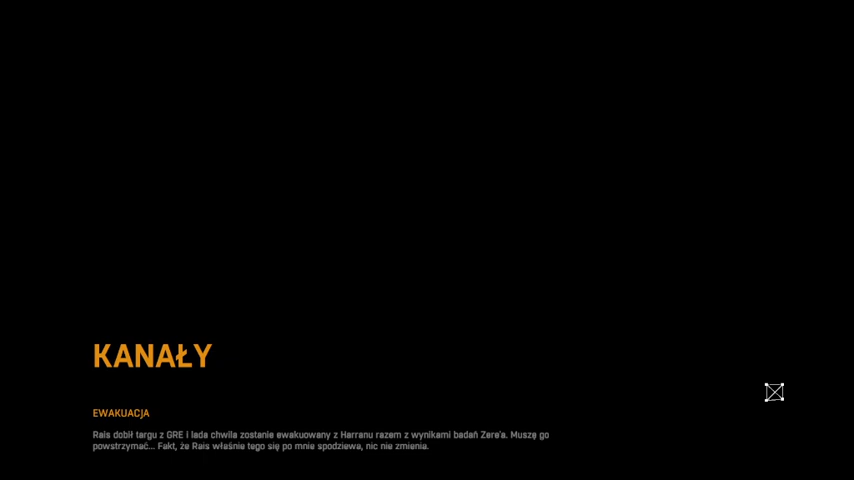 KANAŁY
EWAKUACJA
Rais dobił targu z GRE i lada chwila zostanie ewakuowany z Harranu razem z wynikami badań Zere'a. Muszę go
powstrzymać... Fakt, że Rais właśnie tego się po mnie spodziewa, nic nie zmienia.